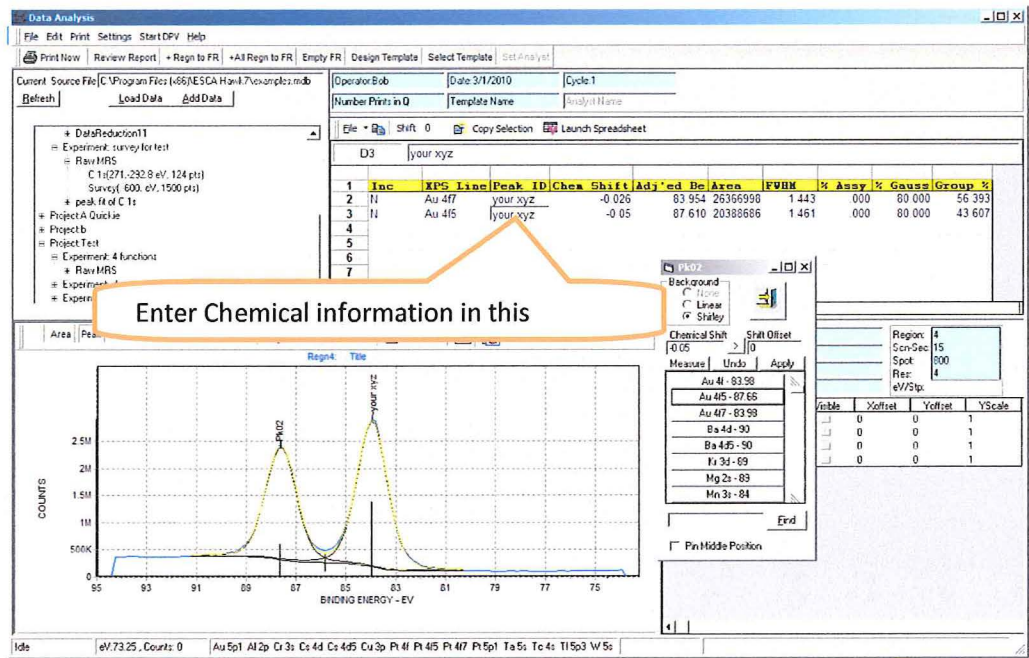 Data Analysis
File Edit Print Settings Start DPV Help
Print Now Review Report + Regn to FR +All Regn to FR Empty FR Design Template Select Template Set Analyst
Current Source File C:\Program Files (x86)\ESCA Hawk 7\examples.mdb
Refresh Load Data Add Data
Operator:Bob Date:3/1/2010 Cycle:1
Number Prints in Q Template Name Analyst Name
File Shift 0 Copy Selection Launch Spreadsheet
D3 your xyz
+ DataReduction11
Experiment: survey for test
Raw MRS
C 1s(271.-292.8 eV, 124 pts)
Survey( 600. eV, 1500 pts)
+ peak fit of C 1s
+ Project A Quickie
+ Project b
Project Test
Experiment: 4 functions
+ Raw MRS
1 Inc XPS Line Peak ID Chem Shift Adj'ed Be Area FWHM % Assy % Gauss Group %
2 N Au 4f7 your xyz -0 026 83 954 26366998 1 443 000 80 000 56 393
3 N Au 4f5 your xyz -0 05 87 610 20388686 1 461 000 80 000 43 607
4
5
6
7
Enter Chemical information in this
Pk02
Background
None
Linear
Shirley
Chemical Shift Shift Offset
-0.05 > 0
Measure Undo Apply
Au 4f - 83.98
Au 4f5 - 87.66
Au 4f7 - 83.98
Ba 4d - 90
Ba 4d5 - 90
Kr 3d - 89
Mg 2s - 89
Mn 3s - 84
Find
Pin Middle Position
Region: 4
Scn-Sec: 15
Spot: 800
Res: 4
eV/Stp:
Visible Xoffset Yoffset YScale
0 0 1
0 0 1
0 0 1
0 0 1
Area
Regn4: Title
Pk02
your xyz
COUNTS
2.5M
2M
1.5M
1M
500K
0
95 93 91 89 87 85 83 81 79 77 75
BINDING ENERGY - EV
Idle eV:73.25 , Counts: 0 Au 5p1 Al 2p Cr 3s Cs 4d Cs 4d5 Cu 3p Pt 4f Pt 4f5 Pt 4f7 Pt 5p1 Ta 5s Tc 4s Tl 5p3 W 5s